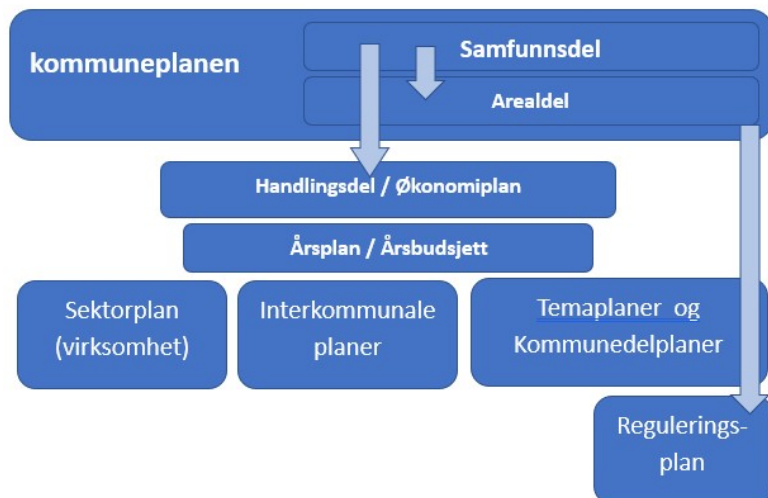 kommuneplanen
Samfunnsdel
Arealdel
Handlingsdel / Økonomiplan
Årsplan / Årsbudsjett
Sektorplan
(virksomhet)
Interkommunale
planer
Temaplaner og
Kommunedelplaner
Regulerings-
plan